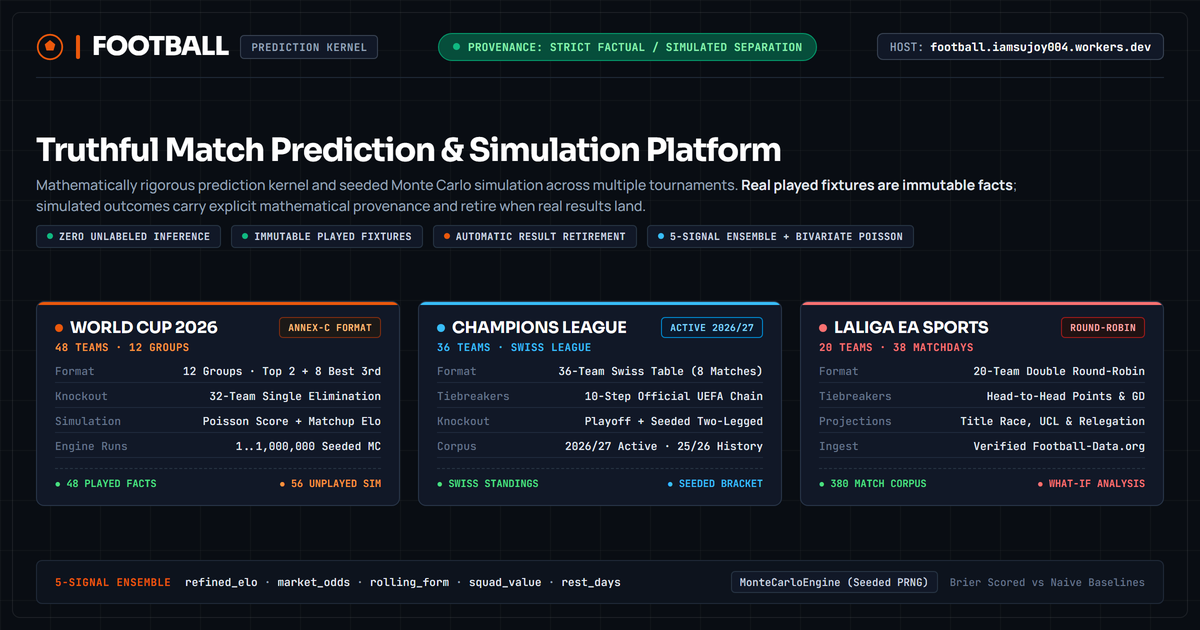 FOOTBALL PREDICTION KERNEL PROVENANCE: STRICT FACTUAL / SIMULATED SEPARATION HOST: football.iamsujoy004.workers.dev
Truthful Match Prediction & Simulation Platform
Mathematically rigorous prediction kernel and seeded Monte Carlo simulation across multiple tournaments. Real played fixtures are immutable facts;
simulated outcomes carry explicit mathematical provenance and retire when real results land.
ZERO UNLABELED INFERENCE IMMUTABLE PLAYED FIXTURES AUTOMATIC RESULT RETIREMENT 5-SIGNAL ENSEMBLE + BIVARIATE POISSON
WORLD CUP 2026 ANNEX-C FORMAT
48 TEAMS · 12 GROUPS
Format 12 Groups · Top 2 + 8 Best 3rd
Knockout 32-Team Single Elimination
Simulation Poisson Score + Matchup Elo
Engine Runs 1..1,000,000 Seeded MC
48 PLAYED FACTS 56 UNPLAYED SIM
CHAMPIONS LEAGUE ACTIVE 2026/27
36 TEAMS · SWISS LEAGUE
Format 36-Team Swiss Table (8 Matches)
Tiebreakers 10-Step Official UEFA Chain
Knockout Playoff + Seeded Two-Legged
Corpus 2026/27 Active · 25/26 History
SWISS STANDINGS SEEDED BRACKET
LALIGA EA SPORTS ROUND-ROBIN
20 TEAMS · 38 MATCHDAYS
Format 20-Team Double Round-Robin
Tiebreakers Head-to-Head Points & GD
Projections Title Race, UCL & Relegation
Ingest Verified Football-Data.org
380 MATCH CORPUS WHAT-IF ANALYSIS
5-SIGNAL ENSEMBLE refined_elo · market_odds · rolling_form · squad_value · rest_days MonteCarloEngine (Seeded PRNG) Brier Scored vs Naive Baselines